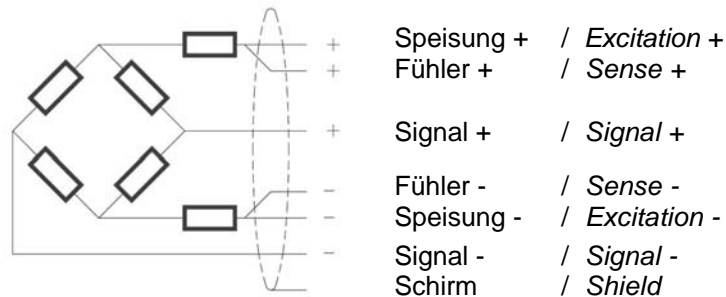 + Speisung + / Excitation +
+ Fühler + / Sense +
+ Signal + / Signal +
- Fühler - / Sense -
- Speisung - / Excitation -
- Signal - / Signal -
Schirm / Shield